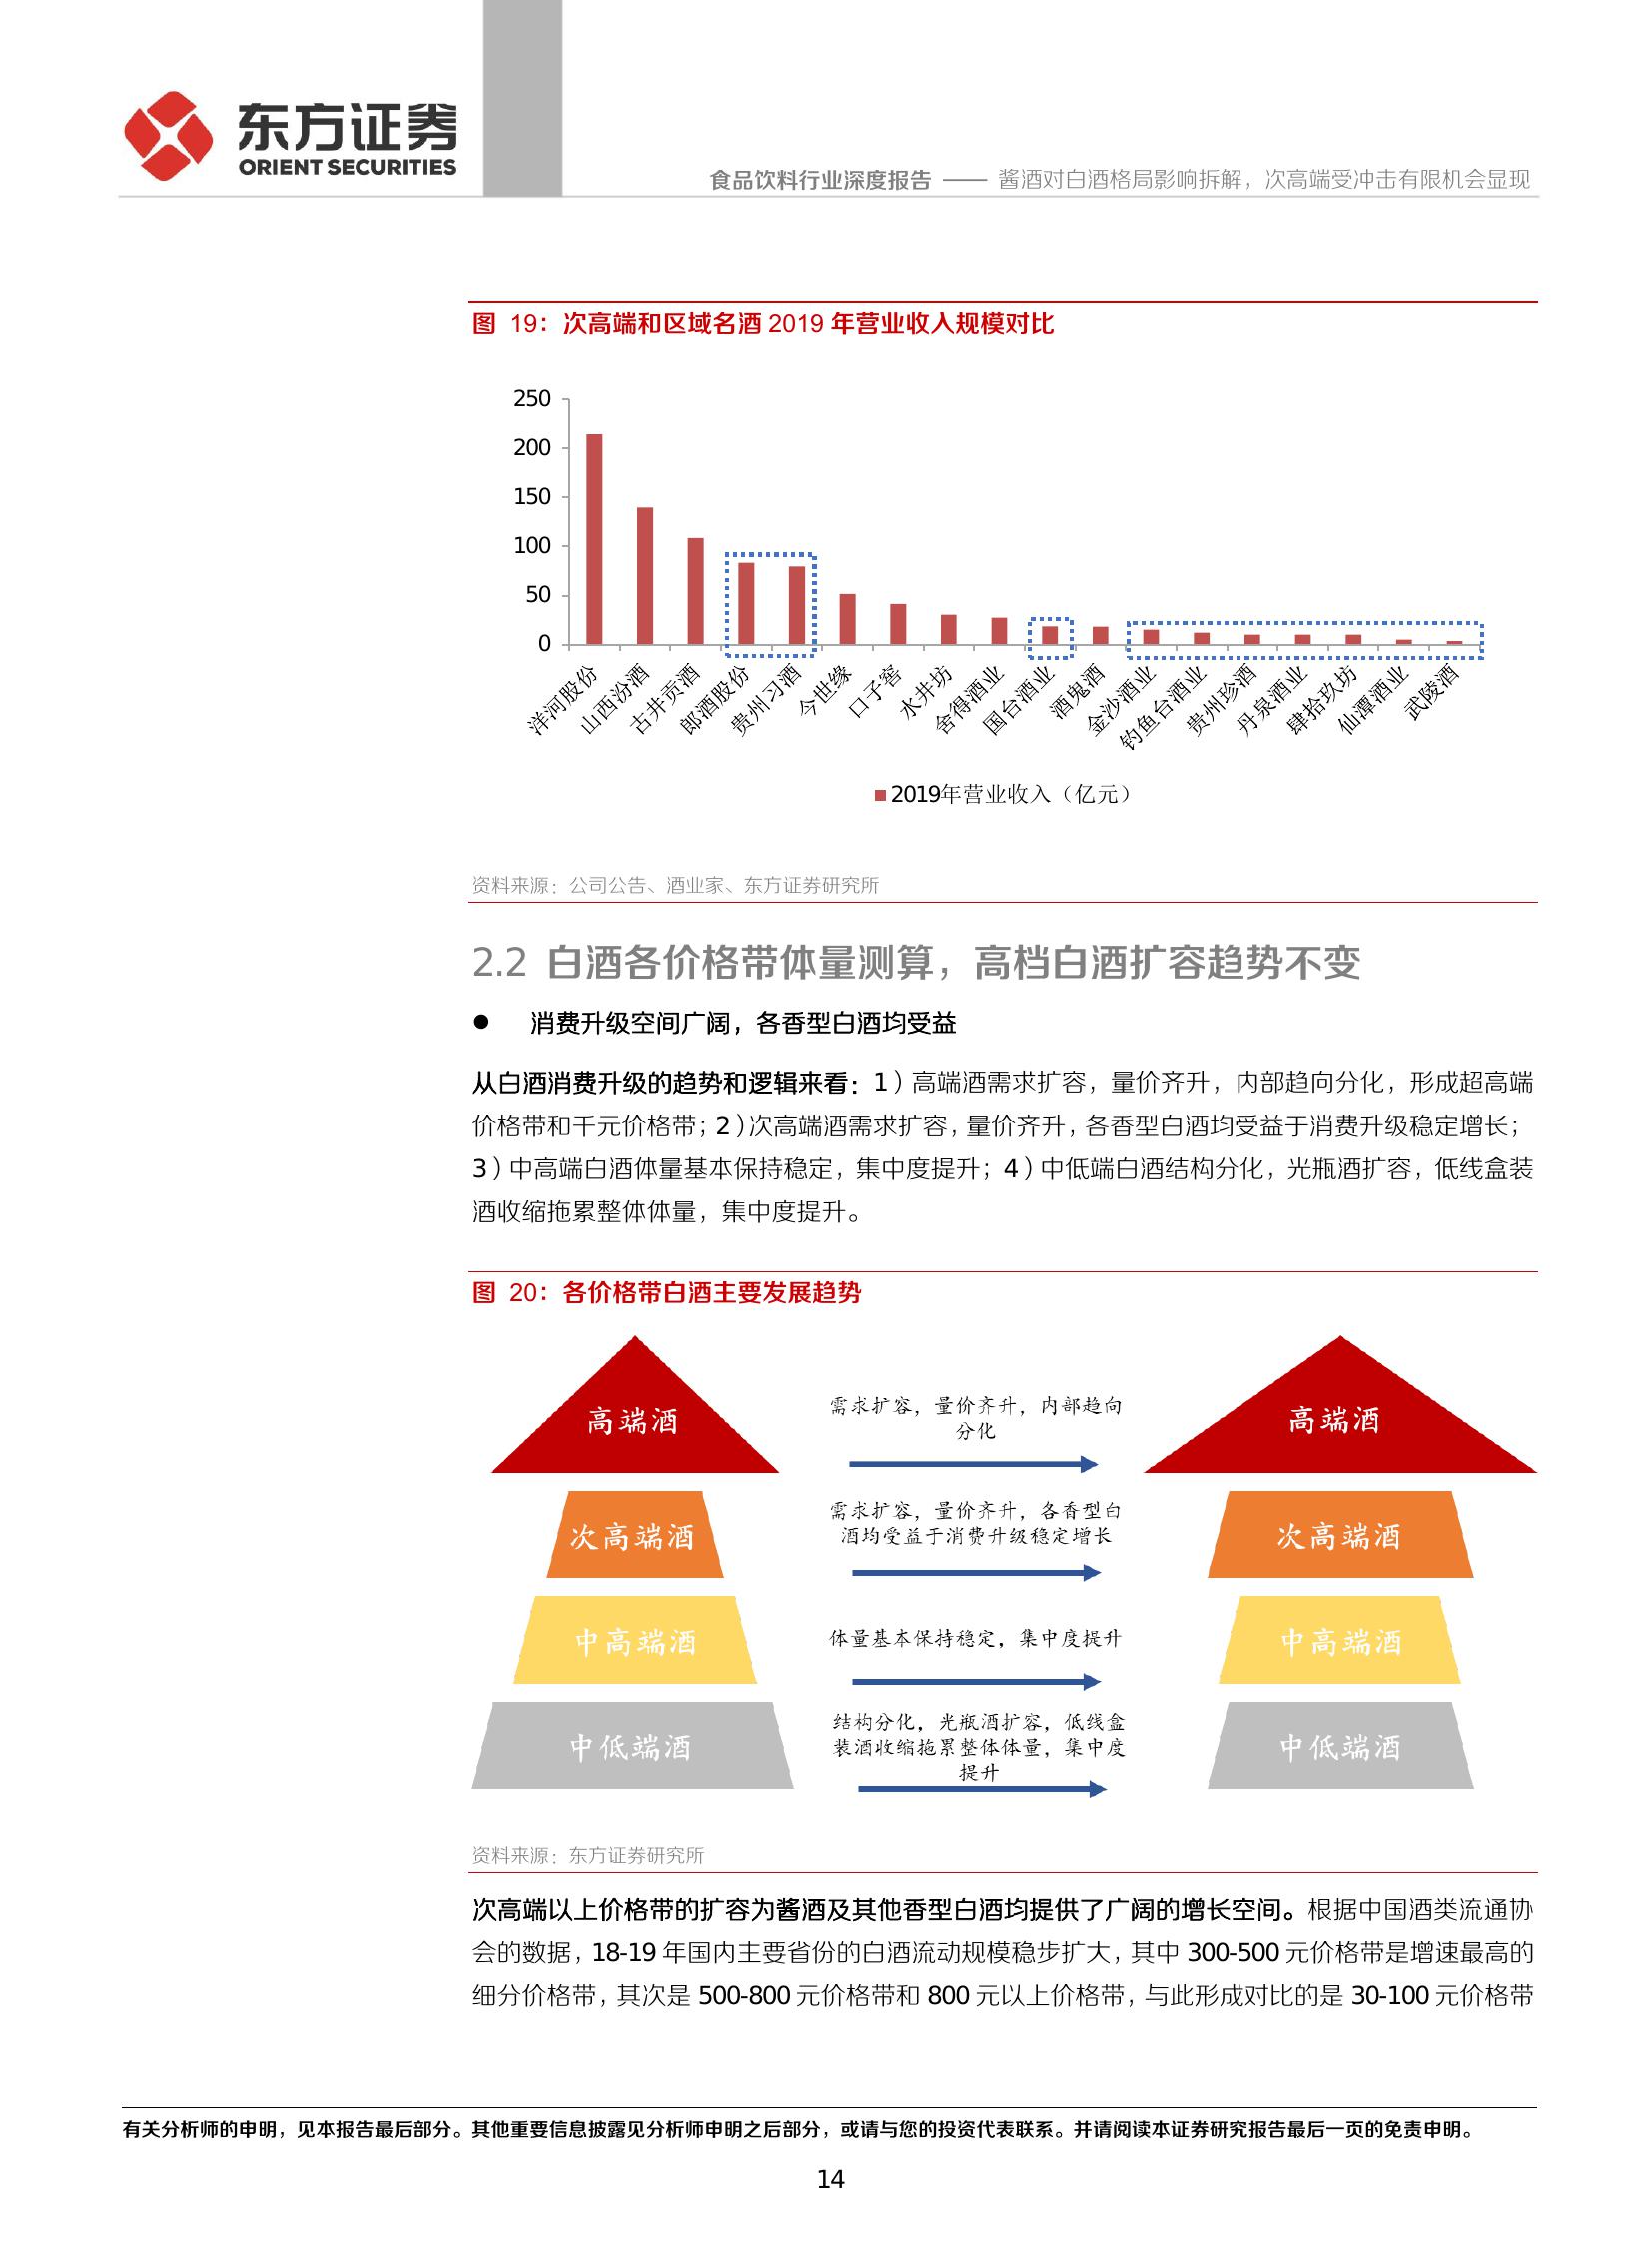 东方证券
ORIENT SECURITIES
食品饮料行业深度报告 —— 酱酒对白酒格局影响拆解，次高端受冲击有限机会显现
图 19：次高端和区域名酒 2019 年营业收入规模对比
250
200
150
100
50
0
洋河股份
山西汾酒
古井贡酒
郎酒股份
贵州习酒
今世缘
口子窖
水井坊
舍得酒业
国台酒业
酒鬼酒
金沙酒业
钓鱼台酒业
贵州珍酒
丹泉酒业
肆拾玖坊
仙潭酒业
武陵酒
2019年营业收入（亿元）
资料来源：公司公告、酒业家、东方证券研究所
2.2 白酒各价格带体量测算，高档白酒扩容趋势不变
● 消费升级空间广阔，各香型白酒均受益
从白酒消费升级的趋势和逻辑来看：1）高端酒需求扩容，量价齐升，内部趋向分化，形成超高端
价格带和千元价格带；2）次高端酒需求扩容，量价齐升，各香型白酒均受益于消费升级稳定增长；
3）中高端白酒体量基本保持稳定，集中度提升；4）中低端白酒结构分化，光瓶酒扩容，低线盒装
酒收缩拖累整体体量，集中度提升。
图 20：各价格带白酒主要发展趋势
高端酒
需求扩容，量价齐升，内部趋向
分化
高端酒
次高端酒
需求扩容，量价齐升，各香型白
酒均受益于消费升级稳定增长
次高端酒
中高端酒
体量基本保持稳定，集中度提升
中高端酒
中低端酒
结构分化，光瓶酒扩容，低线盒
装酒收缩拖累整体体量，集中度
提升
中低端酒
资料来源：东方证券研究所
次高端以上价格带的扩容为酱酒及其他香型白酒均提供了广阔的增长空间。根据中国酒类流通协
会的数据，18-19 年国内主要省份的白酒流动规模稳步扩大，其中 300-500 元价格带是增速最高的
细分价格带，其次是 500-800 元价格带和 800 元以上价格带，与此形成对比的是 30-100 元价格带
有关分析师的申明，见本报告最后部分。其他重要信息披露见分析师申明之后部分，或请与您的投资代表联系。并请阅读本证券研究报告最后一页的免责申明。
14